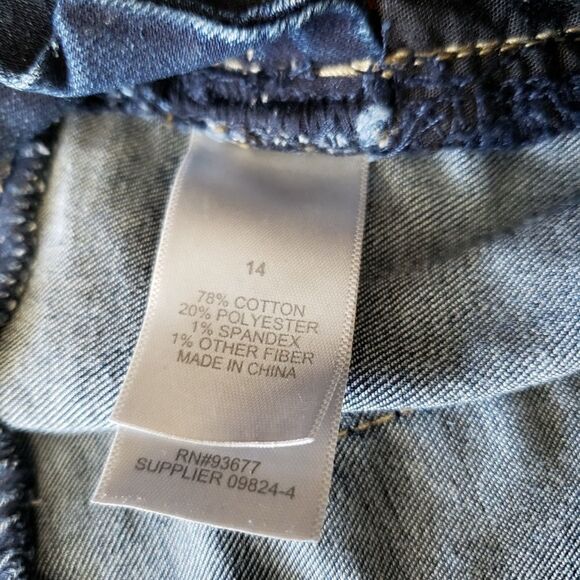 14
78% COTTON
20% POLYESTER
1% SPANDEX
1% OTHER FIBER
MADE IN CHINA
RN#93677
SUPPLIER 09824-4